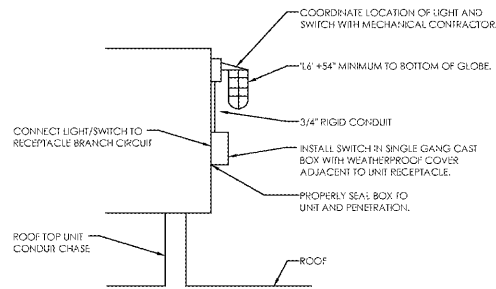 COORDINATE LOCATION OF LIGHT AND
SWITCH WITH MECHANICAL CONTRACTOR.
'L6' +54" MINIMUM TO BOTTOM OF GLOBE.
3/4" RIGID CONDUIT
CONNECT LIGHT/SWITCH TO
RECEPTACLE BRANCH CIRCUIT
INSTALL SWITCH IN SINGLE GANG CAST
BOX WITH WEATHERPROOF COVER
ADJACENT TO UNIT RECEPTACLE.
PROPERLY SEAL BOX TO
UNIT AND PENETRATION.
ROOF TOP UNIT
CONDUIT CHASE
ROOF